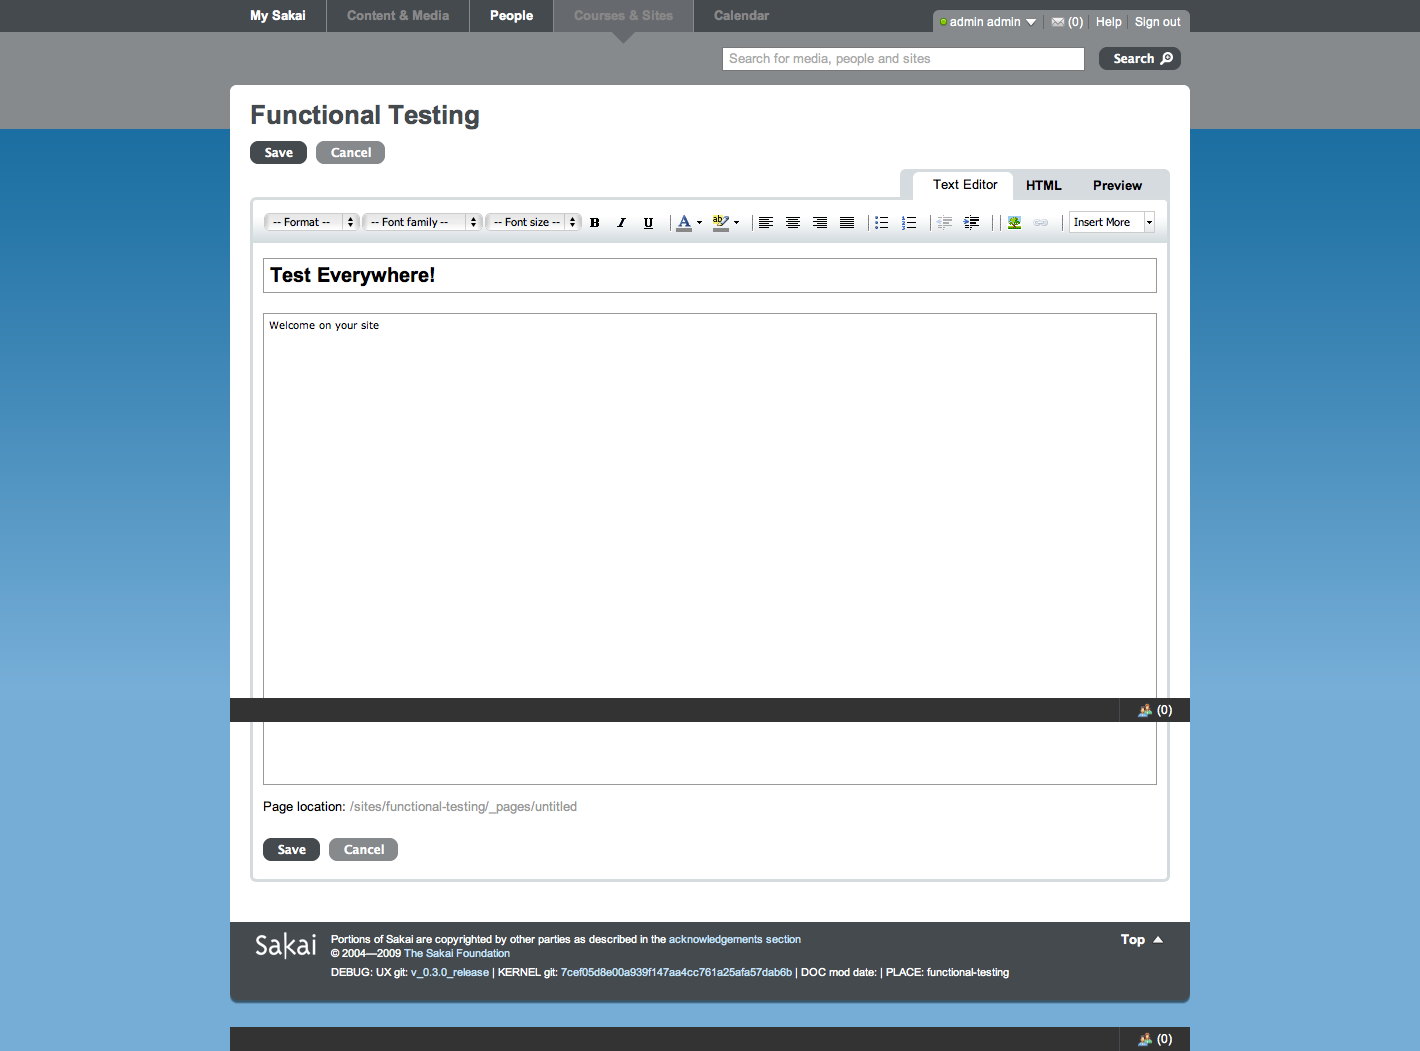 My Sakai Content & Media People Courses & Sites Calendar
admin admin (0) Help Sign out
Search for media, people and sites Search
Functional Testing
Save Cancel
Text Editor HTML Preview
-- Format -- -- Font family -- -- Font size -- B I U A ab Insert More
Test Everywhere!
Welcome on your site
(0)
Page location: /sites/functional-testing/_pages/untitled
Save Cancel
Sakai Portions of Sakai are copyrighted by other parties as described in the acknowledgements section Top
© 2004—2009 The Sakai Foundation
DEBUG: UX git: v_0.3.0_release | KERNEL git: 7cef05d8e00a939f147aa4cc761a25afa57dab6b | DOC mod date: | PLACE: functional-testing
(0)